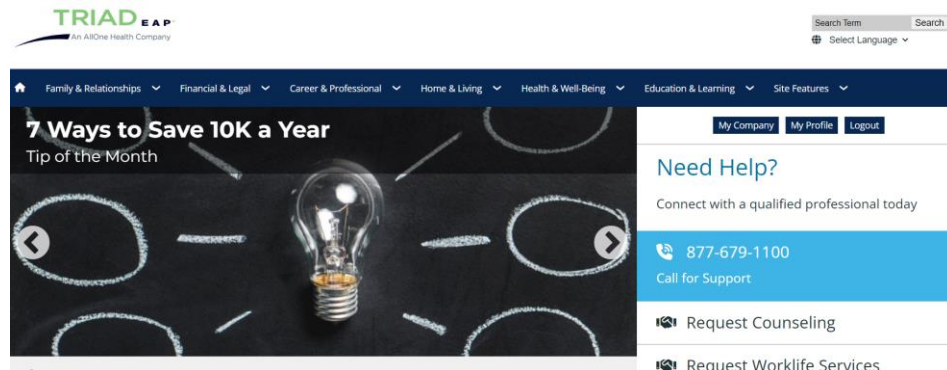 TRIAD EAP
An AllOne Health Company
Search Term Search
Select Language
Family & Relationships Financial & Legal Career & Professional Home & Living Health & Well-Being Education & Learning Site Features
7 Ways to Save 10K a Year
Tip of the Month
My Company My Profile Logout
Need Help?
Connect with a qualified professional today
877-679-1100
Call for Support
Request Counseling
Request Worklife Services